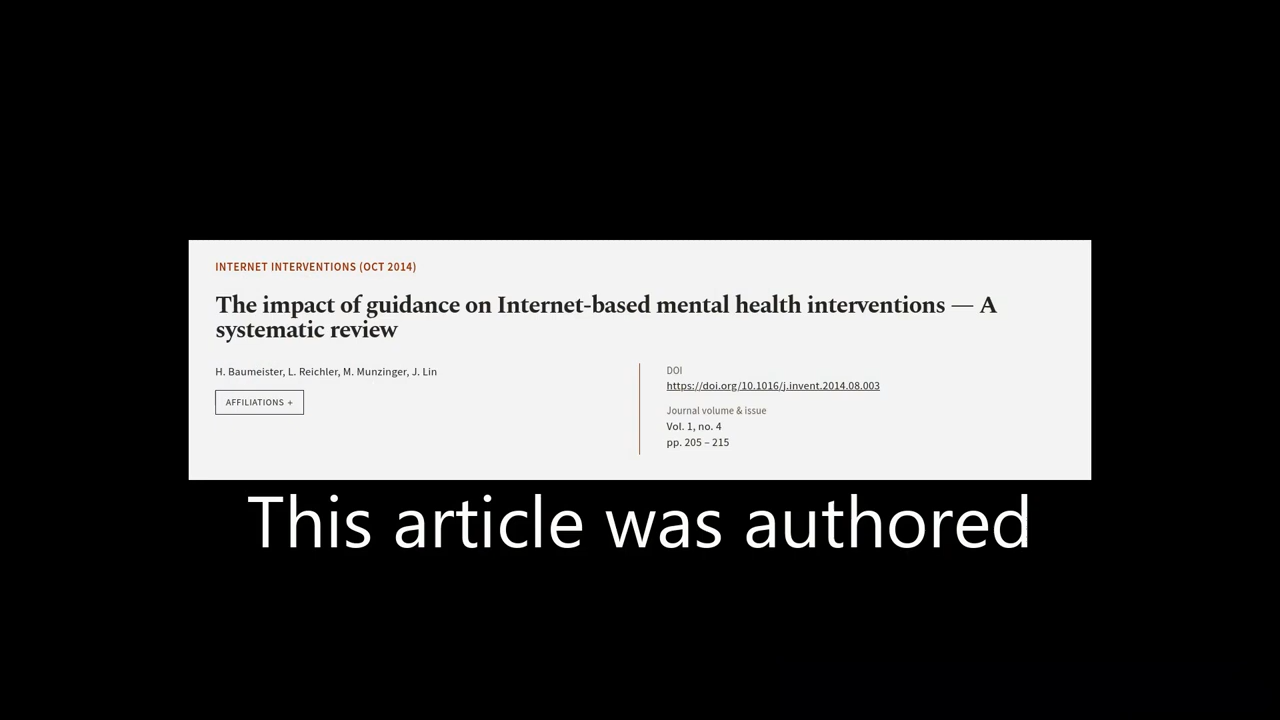 INTERNET INTERVENTIONS (OCT 2014)
The impact of guidance on Internet-based mental health interventions — A
systematic review
H. Baumeister, L. Reichler, M. Munzinger, J. Lin
AFFILIATIONS +
DOI
https://doi.org/10.1016/j.invent.2014.08.003
Journal volume & issue
Vol. 1, no. 4
pp. 205 – 215
This article was authored